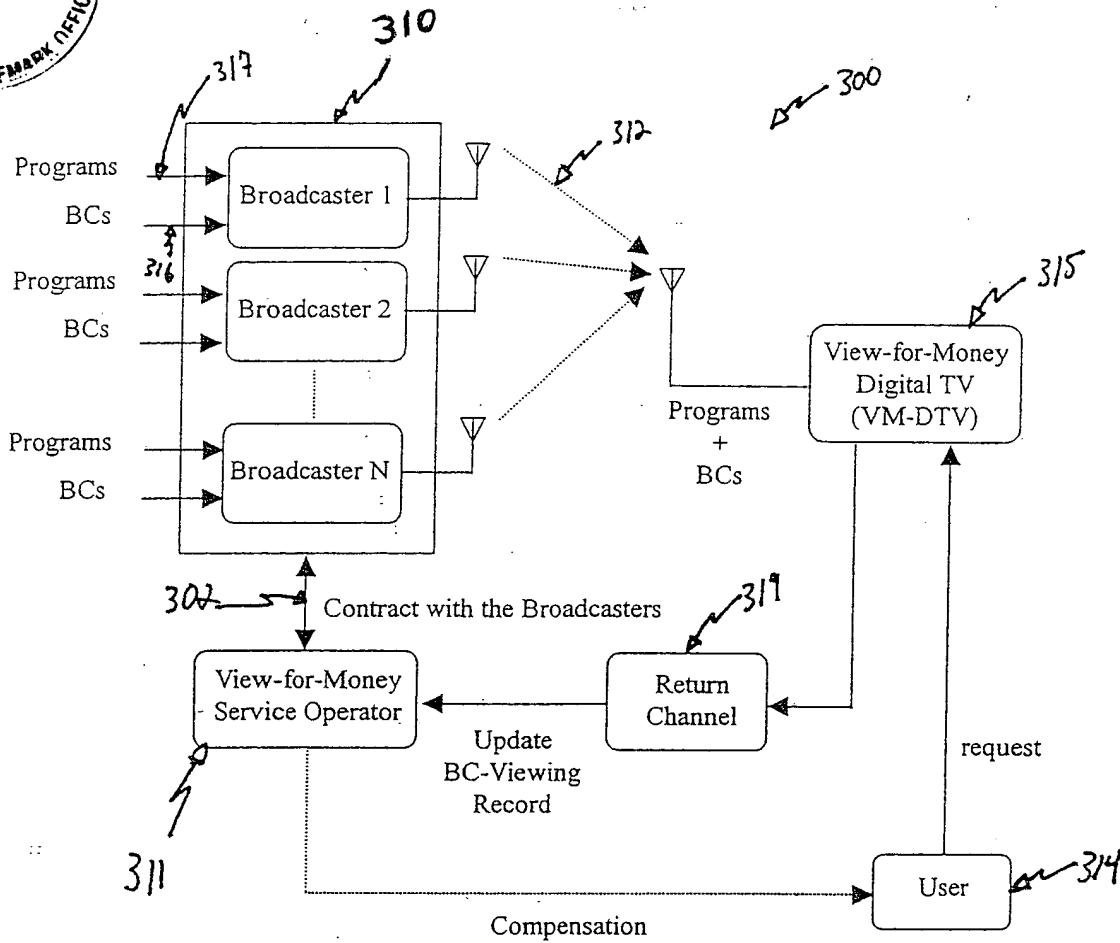 EMARK OFFIC
310
317
300
312
Programs
BCs
Broadcaster 1
316
Programs
BCs
Broadcaster 2
315
View-for-Money
Digital TV
(VM-DTV)
Programs
+
BCs
Programs
BCs
Broadcaster N
302
Contract with the Broadcasters
319
View-for-Money
Service Operator
Return
Channel
Update
BC-Viewing
Record
request
311
User
314
Compensation